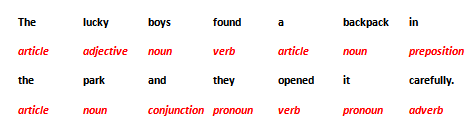 The lucky boys found a backpack in
article adjective noun verb article noun preposition
the park and they opened it carefully.
article noun conjunction pronoun verb pronoun adverb